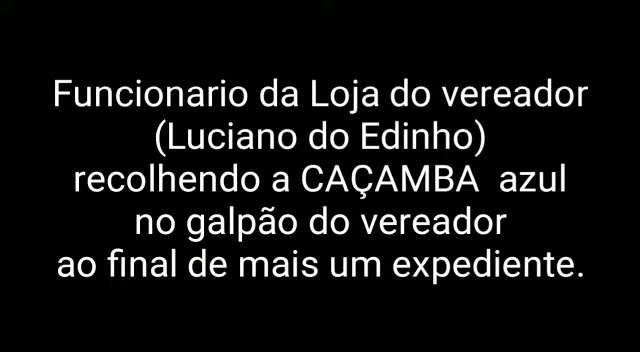 Funcionario da Loja do vereador
(Luciano do Edinho)
recolhendo a CAÇAMBA azul
no galpão do vereador
ao final de mais um expediente.